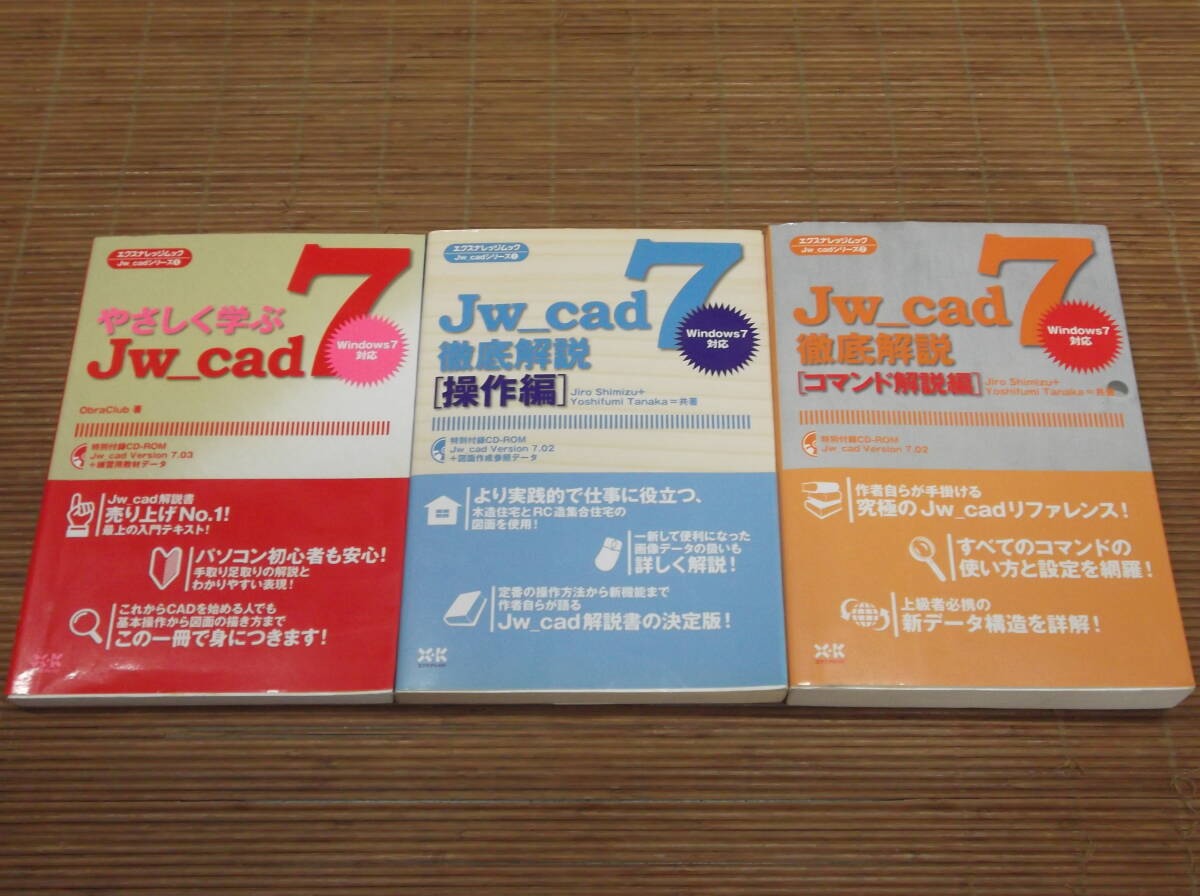 エクスナレッジムック
Jw_cadシリーズ①
やさしく学ぶ
Jw_cad
7
Windows7
対応
ObraClub 著
特別付録CD-ROM
Jw_cad Version 7.03
+練習用教材データ
Jw_cad解説書
売り上げNo.1!
最上の入門テキスト!
パソコン初心者も安心!
手取り足取りの解説と
わかりやすい表現!
これからCADを始める人でも
基本操作から図面の描き方まで
この一冊で身につきます!
X-K
エクスナレッジムック
Jw_cadシリーズ②
Jw_cad
7
徹底解説
[操作編]
Windows7
対応
Jiro Shimizu+
Yoshifumi Tanaka=共著
特別付録CD-ROM
Jw_cad Version 7.02
+図面作成参照データ
より実践的で仕事に役立つ、
木造住宅とRC造集合住宅の
図面を使用!
一新して便利になった
画像データの扱いも
詳しく解説!
定番の操作方法から新機能まで
作者自らが語る
Jw_cad解説書の決定版!
X-K
エクスナレッジムック
Jw_cad
7
徹底解説
[コマンド解説編]
Windows7
対応
Jiro Shimizu+
Yoshifumi Tanaka=共著
特別付録CD-ROM
Jw_cad Version 7.02
作者自らが手掛ける
究極のJw_cadリファレンス!
すべてのコマンドの
使い方と設定を網羅!
上級者必携の
新データ構造を詳解!
X-K